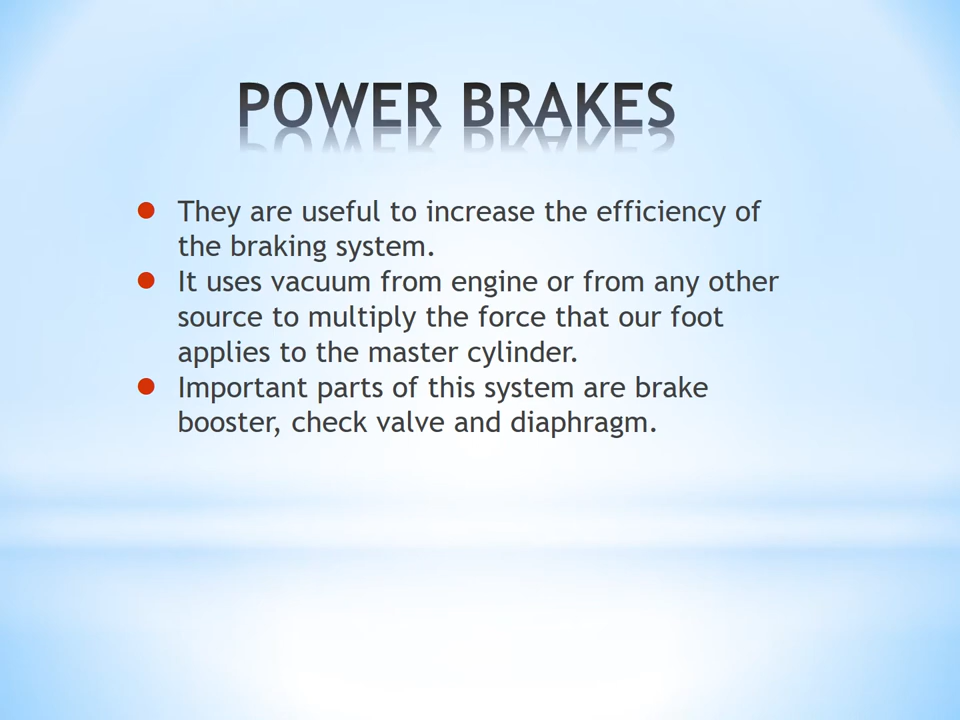 POWER BRAKES
They are useful to increase the efficiency of
the braking system.
It uses vacuum from engine or from any other
source to multiply the force that our foot
applies to the master cylinder.
Important parts of this system are brake
booster, check valve and diaphragm.